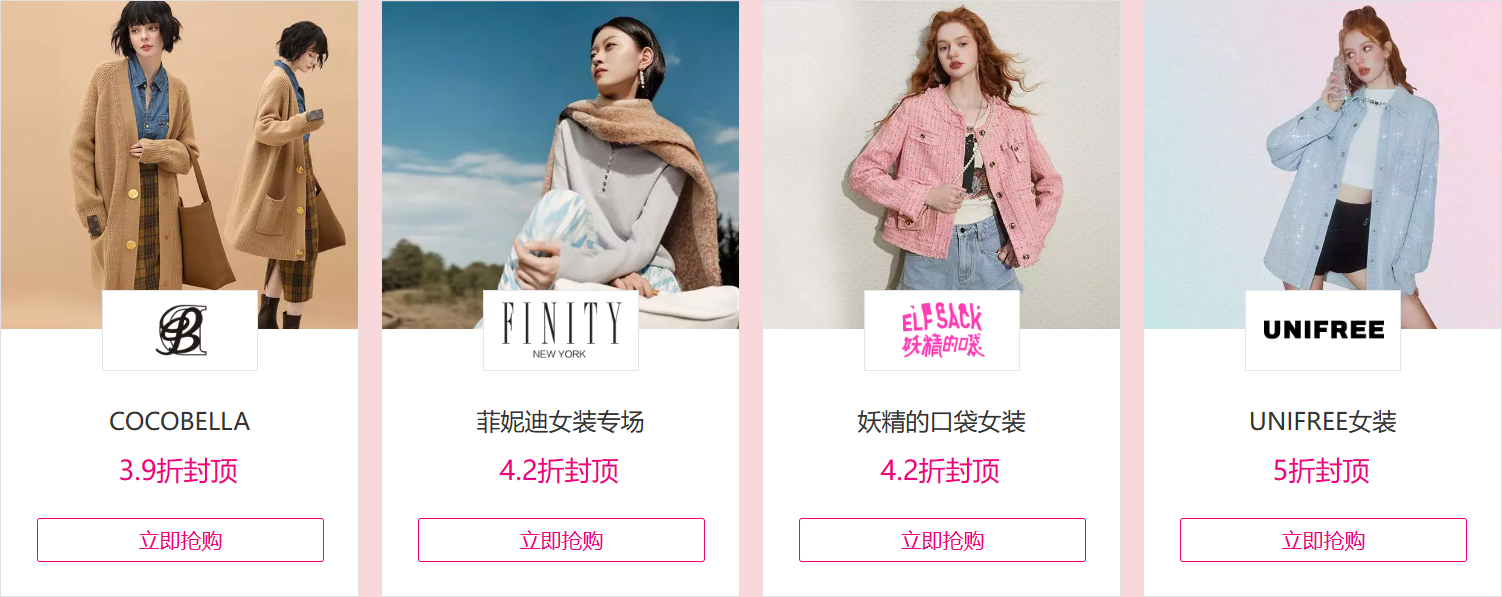 FINITY
NEW YORK
ELF SACK
妖精的口袋
UNIFREE
COCOBELLA
菲妮迪女装专场
妖精的口袋女装
UNIFREE女装
3.9折封顶
4.2折封顶
4.2折封顶
5折封顶
立即抢购
立即抢购
立即抢购
立即抢购